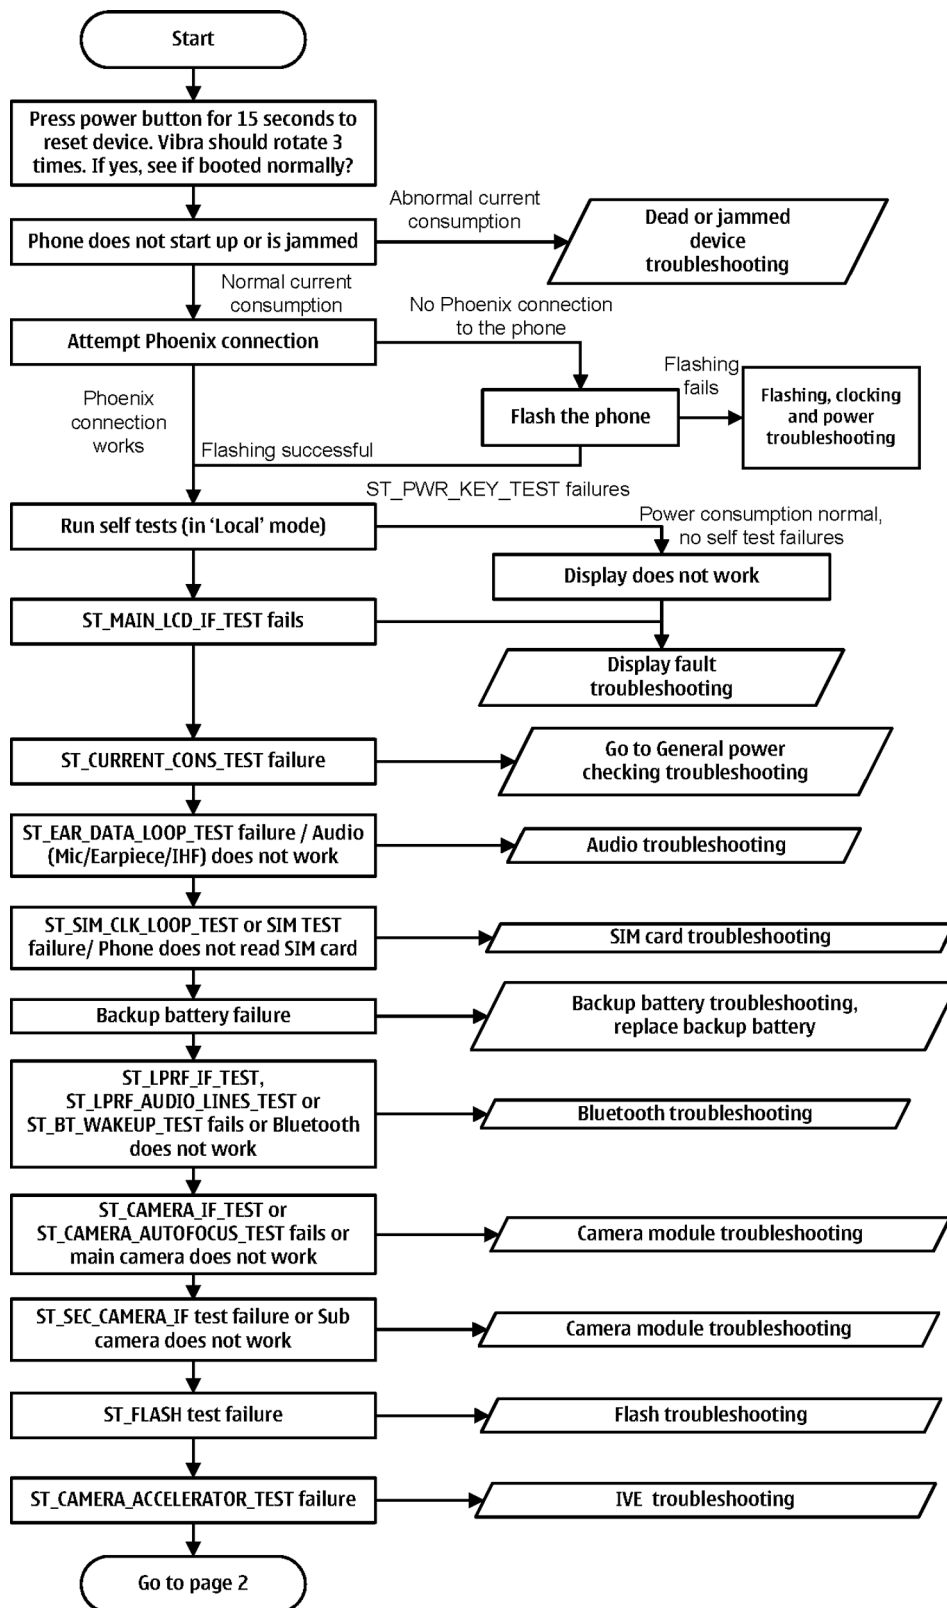 Start
Press power button for 15 seconds to
reset device. Vibra should rotate 3
times. If yes, see if booted normally?
Abnormal current
consumption
Dead or jammed
device
troubleshooting
Phone does not start up or is jammed
Normal current
consumption
No Phoenix connection
to the phone
Attempt Phoenix connection
Flashing
fails
Phoenix
connection
works
Flash the phone
Flashing, clocking
and power
troubleshooting
Flashing successful
ST_PWR_KEY_TEST failures
Run self tests (in ‘Local’ mode)
Power consumption normal,
no self test failures
Display does not work
ST_MAIN_LCD_IF_TEST fails
Display fault
troubleshooting
ST_CURRENT_CONS_TEST failure
Go to General power
checking troubleshooting
ST_EAR_DATA_LOOP_TEST failure / Audio
(Mic/Earpiece/IHF) does not work
Audio troubleshooting
ST_SIM_CLK_LOOP_TEST or SIM TEST
failure/ Phone does not read SIM card
SIM card troubleshooting
Backup battery failure
Backup battery troubleshooting,
replace backup battery
ST_LPRF_IF_TEST,
ST_LPRF_AUDIO_LINES_TEST or
ST_BT_WAKEUP_TEST fails or Bluetooth
does not work
Bluetooth troubleshooting
ST_CAMERA_IF_TEST or
ST_CAMERA_AUTOFOCUS_TEST fails or
main camera does not work
Camera module troubleshooting
ST_SEC_CAMERA_IF test failure or Sub
camera does not work
Camera module troubleshooting
ST_FLASH test failure
Flash troubleshooting
ST_CAMERA_ACCELERATOR_TEST failure
IVE troubleshooting
Go to page 2